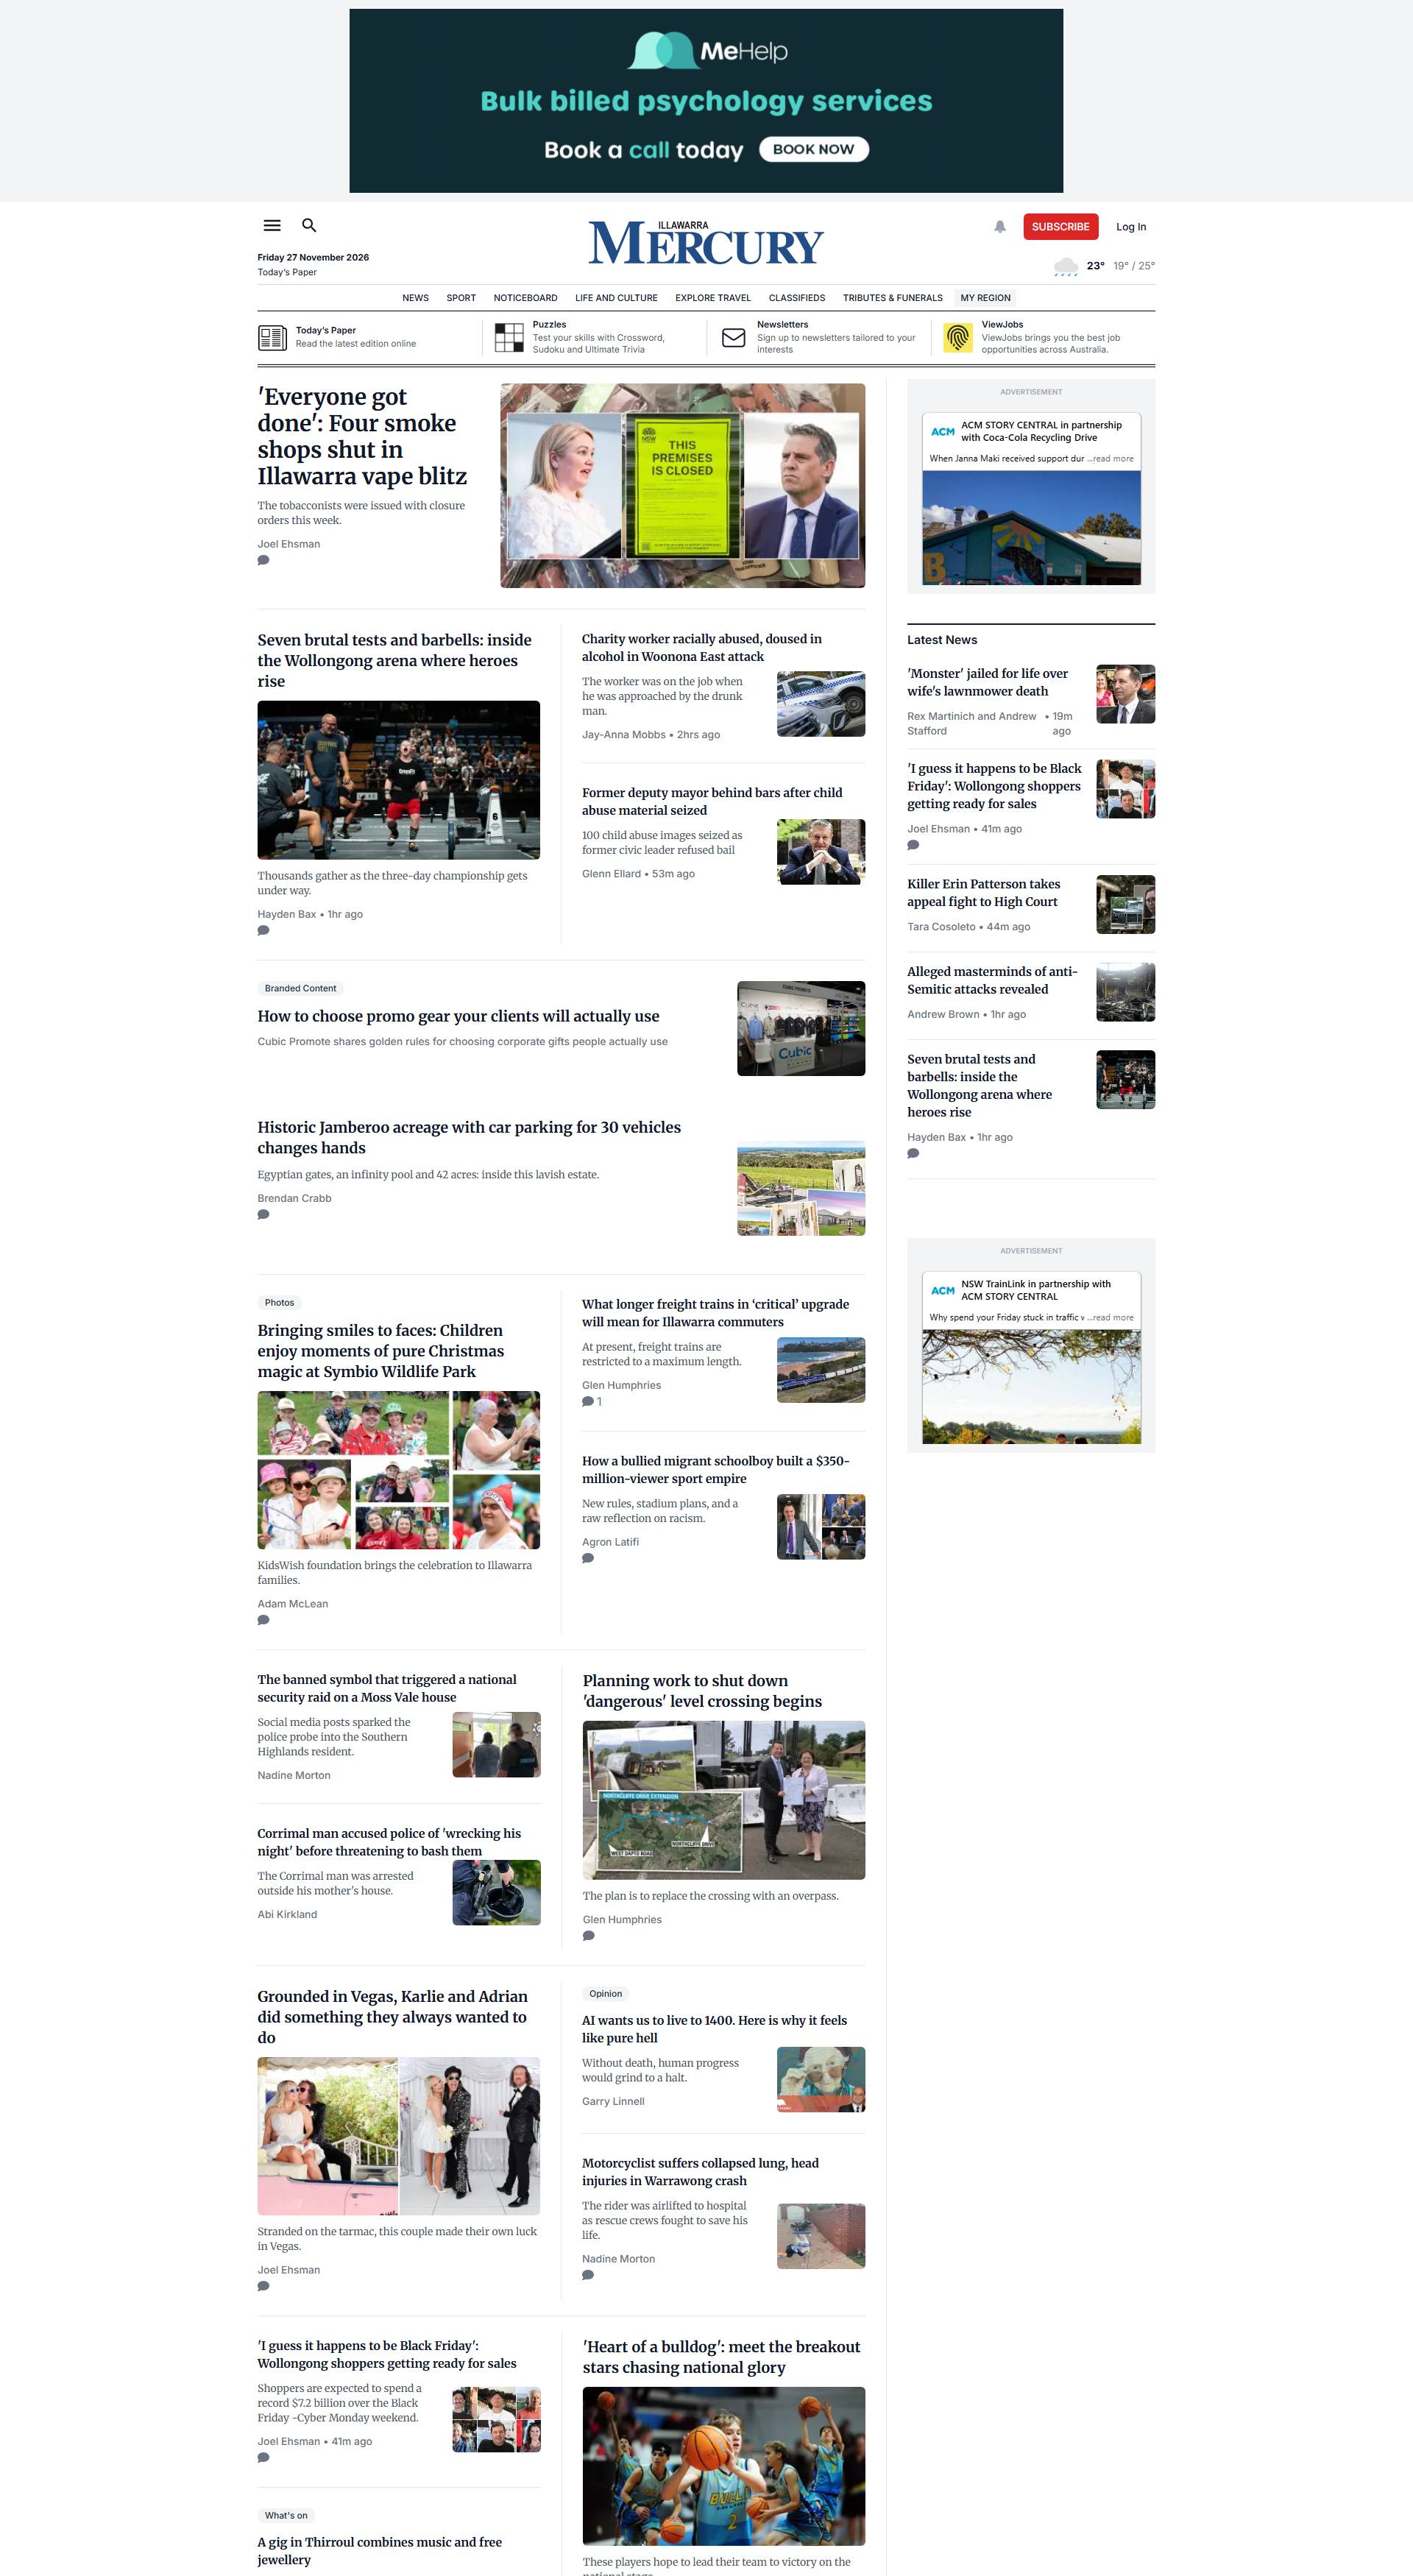 MeHelp
Bulk billed psychology services
Book a call today BOOK NOW
ILLAWARRA
MERCURY
SUBSCRIBE
Log In
Friday 27 November 2026
Today's Paper
23° 19° / 25°
NEWS SPORT NOTICEBOARD LIFE AND CULTURE EXPLORE TRAVEL CLASSIFIEDS TRIBUTES & FUNERALS MY REGION
Today's Paper
Read the latest edition online
Puzzles
Test your skills with Crossword,
Sudoku and Ultimate Trivia
Newsletters
Sign up to newsletters tailored to your
interests
ViewJobs
ViewJobs brings you the best job
opportunities across Australia.
'Everyone got
done': Four smoke
shops shut in
Illawarra vape blitz
The tobacconists were issued with closure
orders this week.
Joel Ehsman
NSW
THIS
PREMISES
IS CLOSED
Seven brutal tests and barbells: inside
the Wollongong arena where heroes
rise
Thousands gather as the three-day championship gets
under way.
Hayden Bax • 1hr ago
Charity worker racially abused, doused in
alcohol in Woonona East attack
The worker was on the job when
he was approached by the drunk
man.
Jay-Anna Mobbs • 2hrs ago
Former deputy mayor behind bars after child
abuse material seized
100 child abuse images seized as
former civic leader refused bail
Glenn Ellard • 53m ago
Branded Content
How to choose promo gear your clients will actually use
Cubic Promote shares golden rules for choosing corporate gifts people actually use
Cubic
Historic Jamberoo acreage with car parking for 30 vehicles
changes hands
Egyptian gates, an infinity pool and 42 acres: inside this lavish estate.
Brendan Crabb
Photos
Bringing smiles to faces: Children
enjoy moments of pure Christmas
magic at Symbio Wildlife Park
KidsWish foundation brings the celebration to Illawarra
families.
Adam McLean
What longer freight trains in ‘critical’ upgrade
will mean for Illawarra commuters
At present, freight trains are
restricted to a maximum length.
Glen Humphries
1
How a bullied migrant schoolboy built a $350-
million-viewer sport empire
New rules, stadium plans, and a
raw reflection on racism.
Agron Latifi
The banned symbol that triggered a national
security raid on a Moss Vale house
Social media posts sparked the
police probe into the Southern
Highlands resident.
Nadine Morton
Corrimal man accused police of 'wrecking his
night' before threatening to bash them
The Corrimal man was arrested
outside his mother's house.
Abi Kirkland
Planning work to shut down
'dangerous' level crossing begins
NORTHCLIFFE DRIVE EXTENSION
NORTHCLIFFE DRIVE
WEST DAPTO ROAD
The plan is to replace the crossing with an overpass.
Glen Humphries
Grounded in Vegas, Karlie and Adrian
did something they always wanted to
do
Stranded on the tarmac, this couple made their own luck
in Vegas.
Joel Ehsman
Opinion
AI wants us to live to 1400. Here is why it feels
like pure hell
Without death, human progress
would grind to a halt.
Garry Linnell
Motorcyclist suffers collapsed lung, head
injuries in Warrawong crash
The rider was airlifted to hospital
as rescue crews fought to save his
life.
Nadine Morton
'I guess it happens to be Black Friday':
Wollongong shoppers getting ready for sales
Shoppers are expected to spend a
record $7.2 billion over the Black
Friday -Cyber Monday weekend.
Joel Ehsman • 41m ago
What's on
A gig in Thirroul combines music and free
jewellery
'Heart of a bulldog': meet the breakout
stars chasing national glory
2
These players hope to lead their team to victory on the
ADVERTISEMENT
ACM
ACM STORY CENTRAL in partnership
with Coca-Cola Recycling Drive
When Janna Maki received support dur ...read more
B
Latest News
'Monster' jailed for life over
wife's lawnmower death
Rex Martinich and Andrew • 19m
Stafford ago
'I guess it happens to be Black
Friday': Wollongong shoppers
getting ready for sales
Joel Ehsman • 41m ago
Killer Erin Patterson takes
appeal fight to High Court
Tara Cosoleto • 44m ago
Alleged masterminds of anti-
Semitic attacks revealed
Andrew Brown • 1hr ago
Seven brutal tests and
barbells: inside the
Wollongong arena where
heroes rise
Hayden Bax • 1hr ago
ADVERTISEMENT
ACM
NSW TrainLink in partnership with
ACM STORY CENTRAL
Why spend your Friday stuck in traffic v ...read more